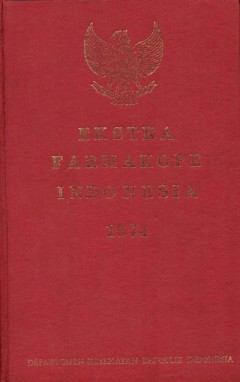 EKSTRA
FARMAKOPE
INDONESIA
1974
DEPARTEMEN KESEHATAN REPUBLIK INDONESIA